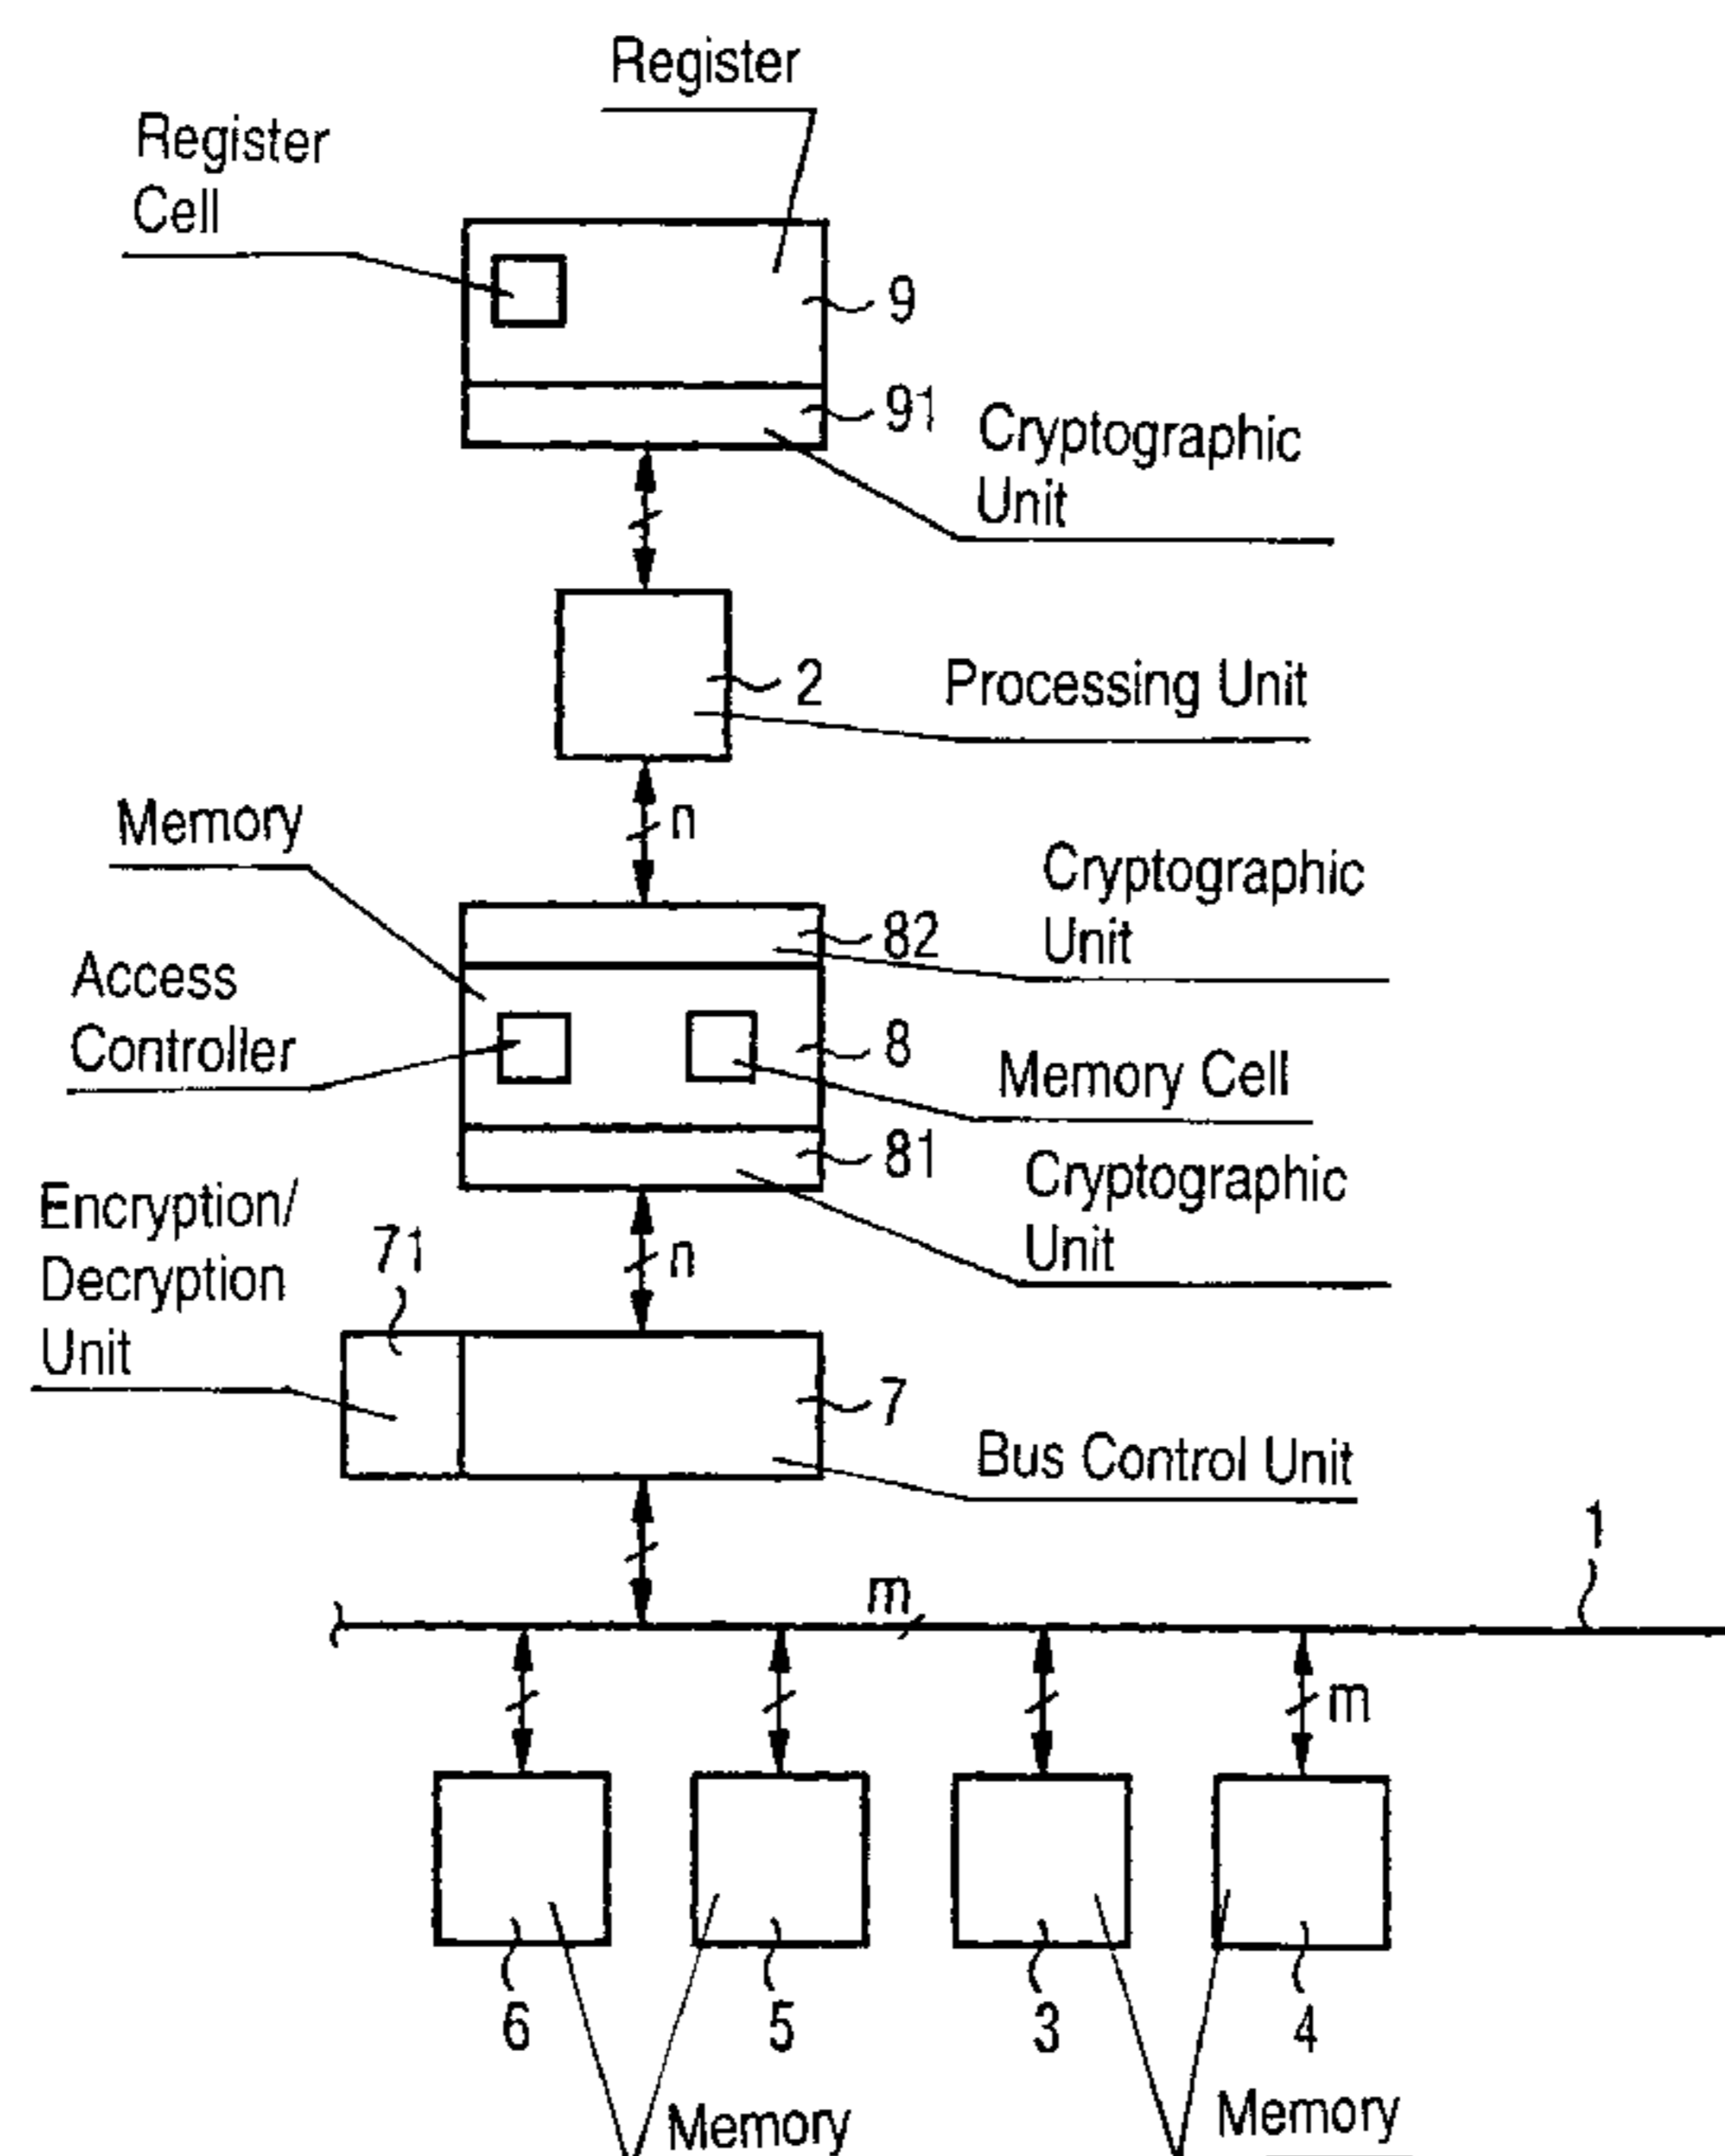 Register
Register
Cell
9
91
Cryptographic
Unit
2
Processing Unit
n
Memory
Cryptographic
Unit
82
Access
Controller
8
Memory Cell
81
Cryptographic
Unit
Encryption/
Decryption
Unit
71
n
7
Bus Control Unit
1
m
m
6
5
3
4
Memory
Memory